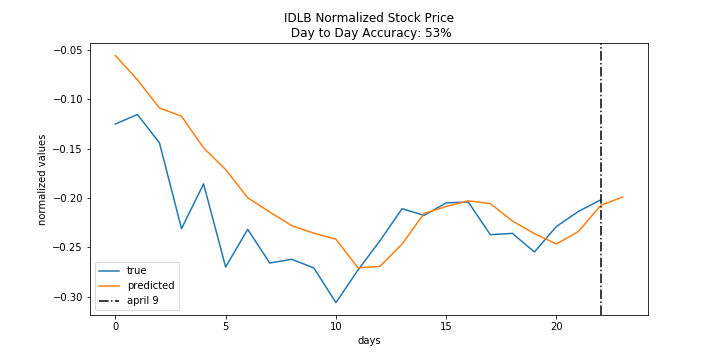 IDLB Normalized Stock Price
Day to Day Accuracy: 53%
normalized values
−0.05
−0.10
−0.15
−0.20
−0.25
−0.30
true
predicted
april 9
0
5
10
15
20
days